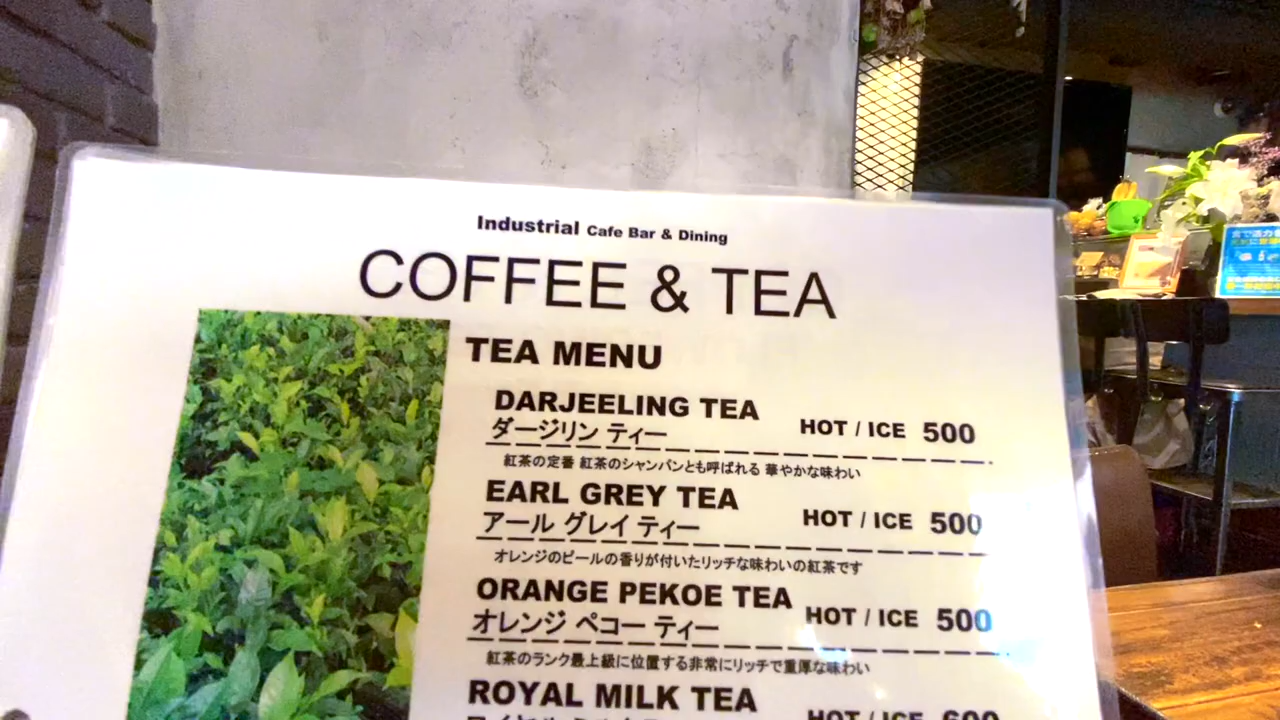 Industrial Cafe Bar & Dining
COFFEE & TEA
TEA MENU
DARJEELING TEA HOT / ICE 500
ダージリン ティー
紅茶の定番 紅茶のシャンパンとも呼ばれる 華やかな味わい
EARL GREY TEA HOT / ICE 500
アール グレイ ティー
オレンジのピールの香りが付いたリッチな味わいの紅茶です
ORANGE PEKOE TEA HOT / ICE 500
オレンジ ペコー ティー
紅茶のランク最上級に位置する非常にリッチで重厚な味わい
ROYAL MILK TEA HOT / ICE 600